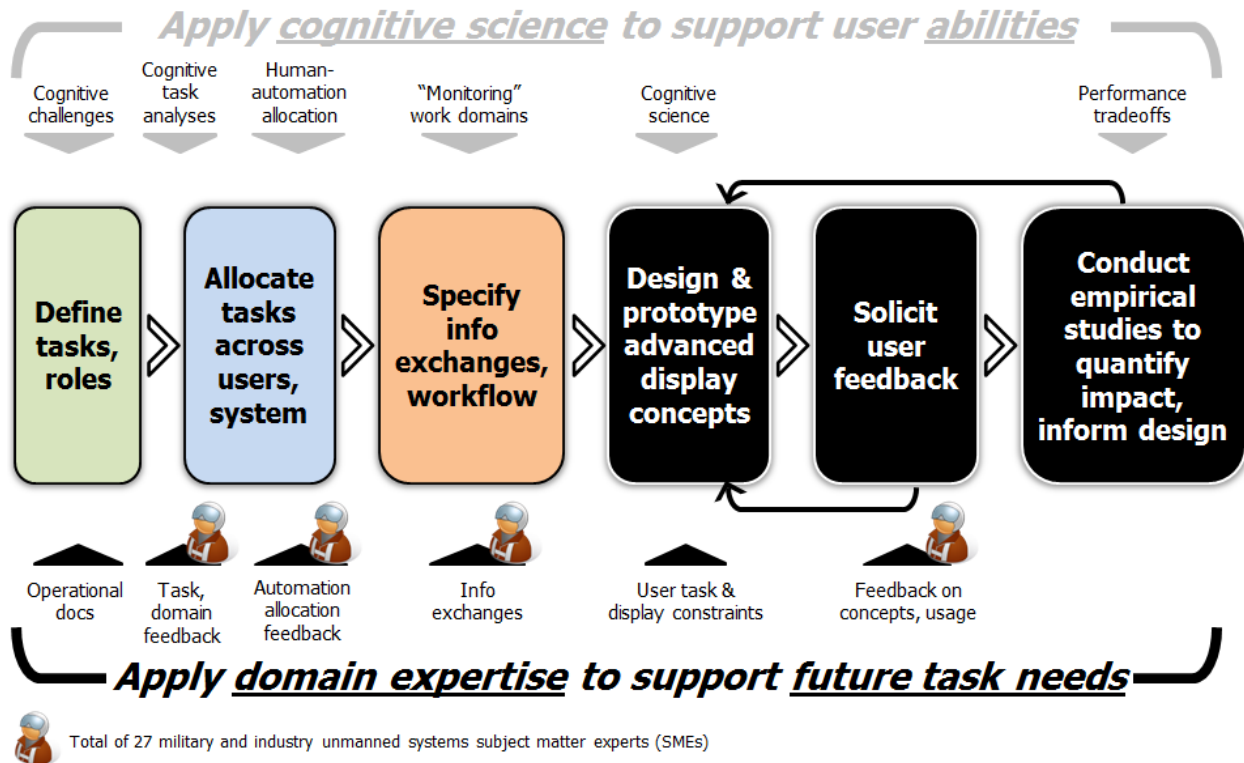 Apply cognitive science to support user abilities
Cognitive
challenges
Cognitive
task
analyses
Human-
automation
allocation
“Monitoring”
work domains
Cognitive
science
Performance
tradeoffs
Define
tasks,
roles
Allocate
tasks
across
users,
system
Specify
info
exchanges,
workflow
Design &
prototype
advanced
display
concepts
Solicit
user
feedback
Conduct
empirical
studies to
quantify
impact,
inform design
Operational
docs
Task,
domain
feedback
Automation
allocation
feedback
Info
exchanges
User task &
display constraints
Feedback on
concepts, usage
Apply domain expertise to support future task needs
Total of 27 military and industry unmanned systems subject matter experts (SMEs)